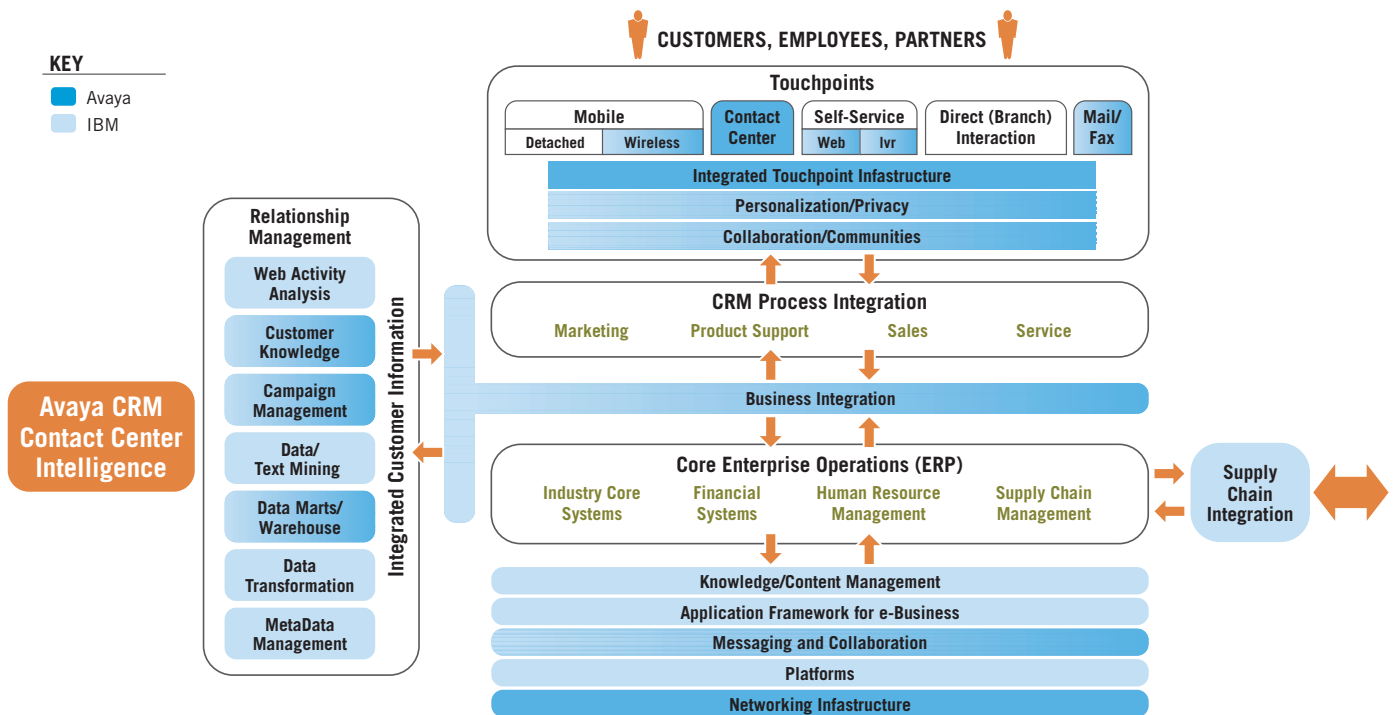 KEY
Avaya
IBM
CUSTOMERS, EMPLOYEES, PARTNERS
Touchpoints
Mobile
Detached
Wireless
Contact
Center
Self-Service
Web
Ivr
Direct (Branch)
Interaction
Mail/
Fax
Integrated Touchpoint Infastructure
Personalization/Privacy
Collaboration/Communities
Relationship
Management
Web Activity
Analysis
Customer
Knowledge
Campaign
Management
Data/
Text Mining
Data Marts/
Warehouse
Data
Transformation
MetaData
Management
Integrated Customer Information
Avaya CRM
Contact Center
Intelligence
CRM Process Integration
Marketing
Product Support
Sales
Service
Business Integration
Core Enterprise Operations (ERP)
Industry Core
Systems
Financial
Systems
Human Resource
Management
Supply Chain
Management
Supply
Chain
Integration
Knowledge/Content Management
Application Framework for e-Business
Messaging and Collaboration
Platforms
Networking Infastructure